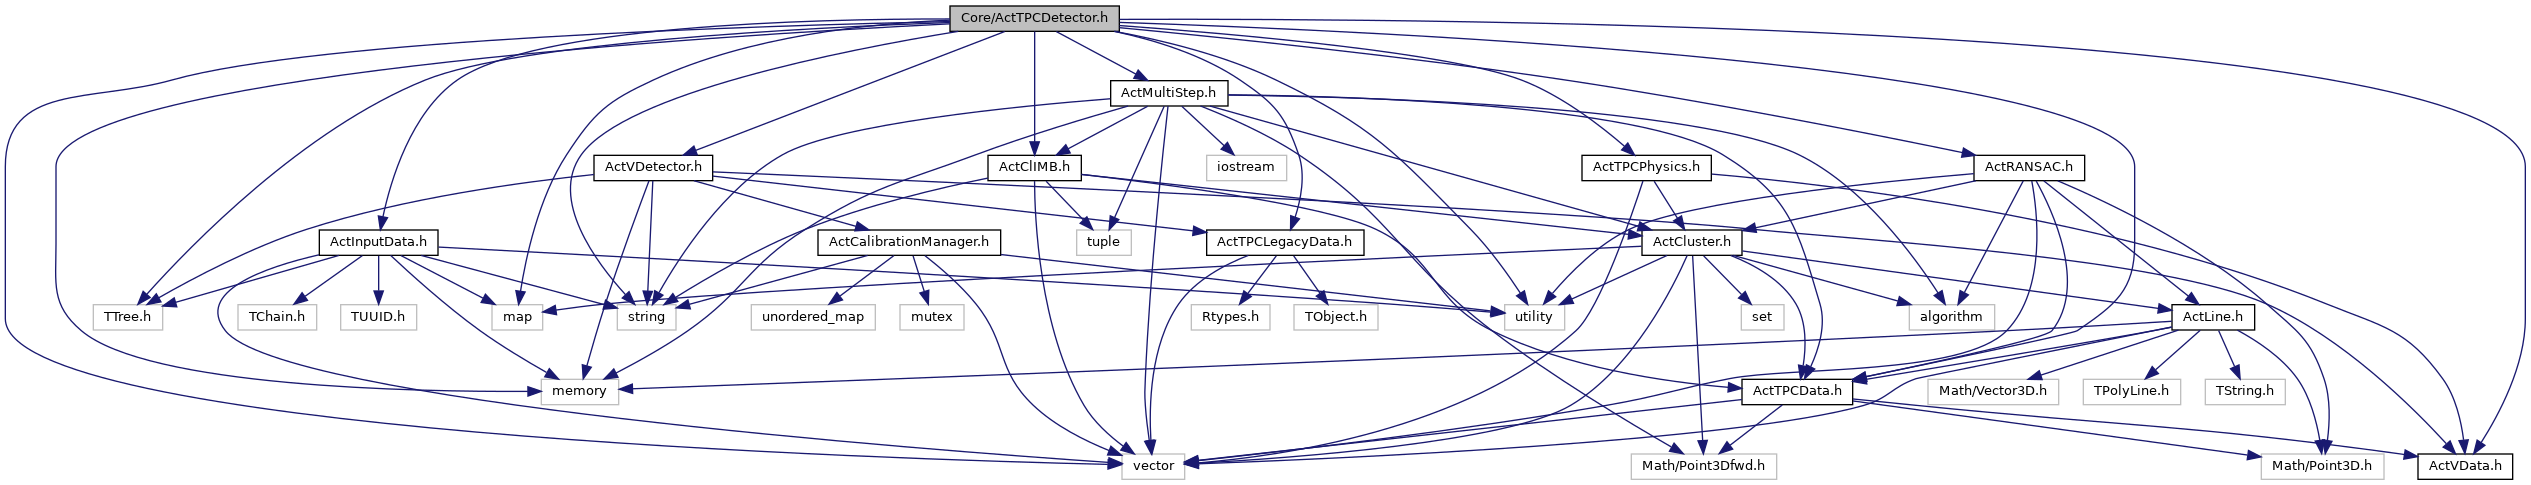 Core/ActTPCDetector.h
ActMultiStep.h
ActVDetector.h
ActClIMB.h
iostream
ActTPCPhysics.h
ActRANSAC.h
ActInputData.h
ActCalibrationManager.h
tuple
ActTPCLegacyData.h
ActCluster.h
TTree.h
TChain.h
TUUID.h
map
string
unordered_map
mutex
Rtypes.h
TObject.h
utility
set
algorithm
ActLine.h
memory
ActTPCData.h
Math/Vector3D.h
TPolyLine.h
TString.h
vector
Math/Point3Dfwd.h
Math/Point3D.h
ActVData.h